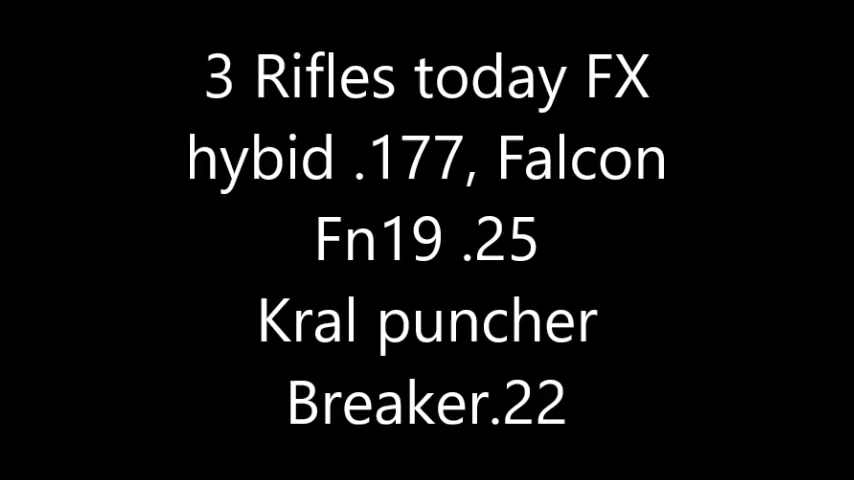 3 Rifles today FX
hybid .177, Falcon
Fn19 .25
Kral puncher
Breaker.22